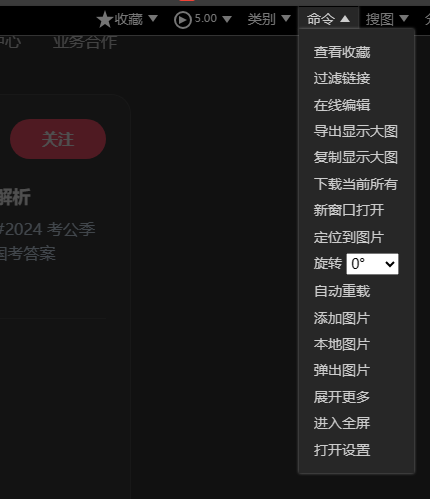 收藏 5.00 类别 命令 搜图
中心 业务合作
查看收藏
过滤链接
在线编辑
导出显示大图
关注
复制显示大图
下载当前所有
解析
新窗口打开
#2024 考公季
定位到图片
国考答案
旋转 0°
自动重载
添加图片
本地图片
弹出图片
展开更多
进入全屏
打开设置